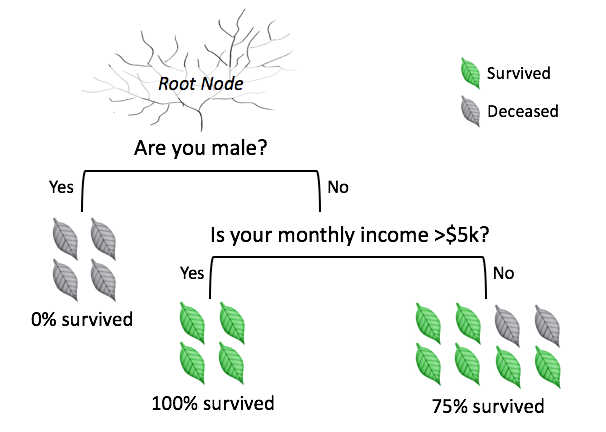 Root Node
Survived
Deceased
Are you male?
Yes
No
Is your monthly income >$5k?
Yes
No
0% survived
100% survived
75% survived